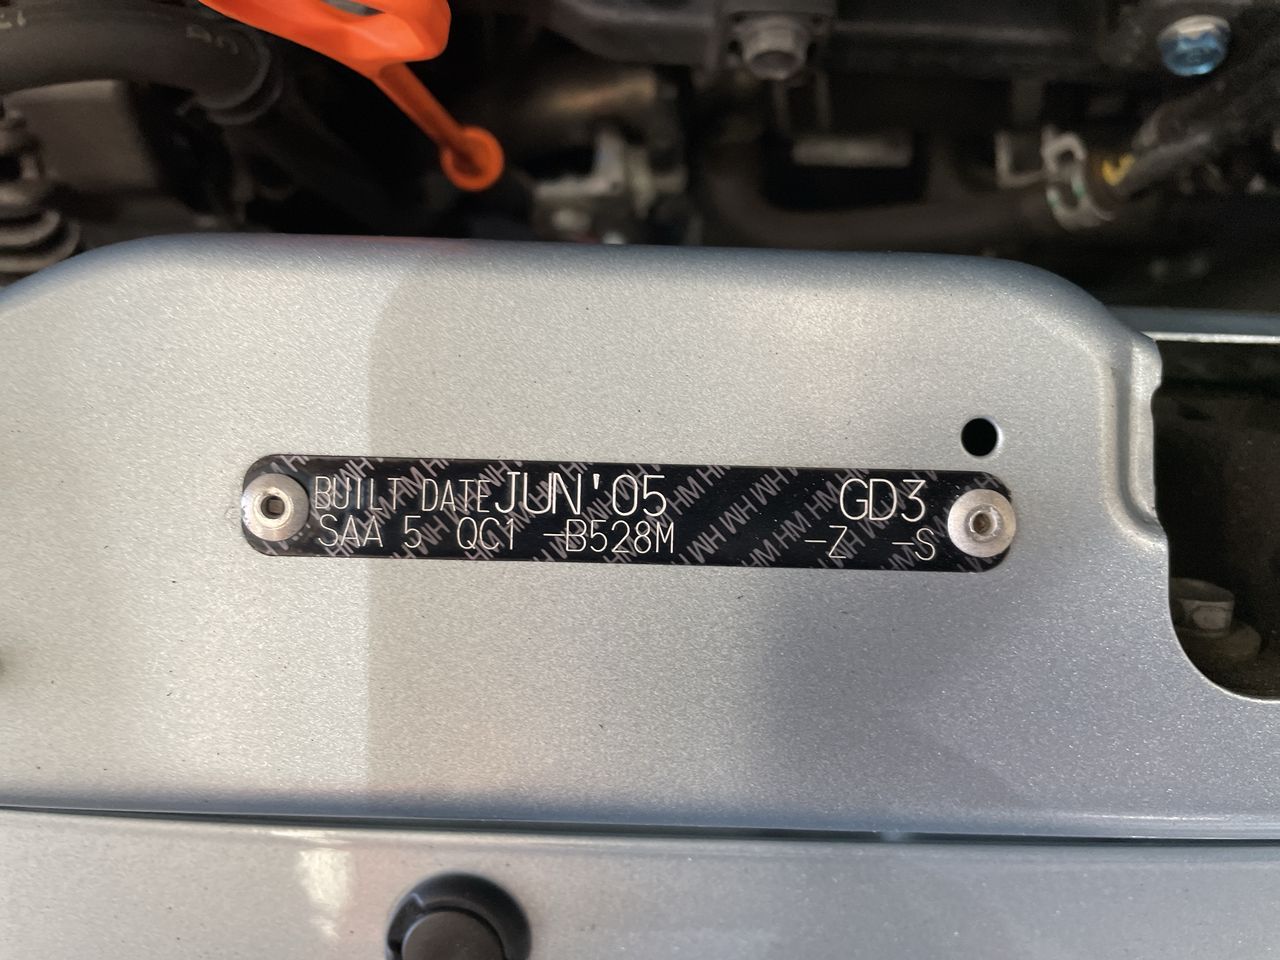 BUILT DATE JUN'05 GD3
SAA 5 QC1 -B528M -Z -S